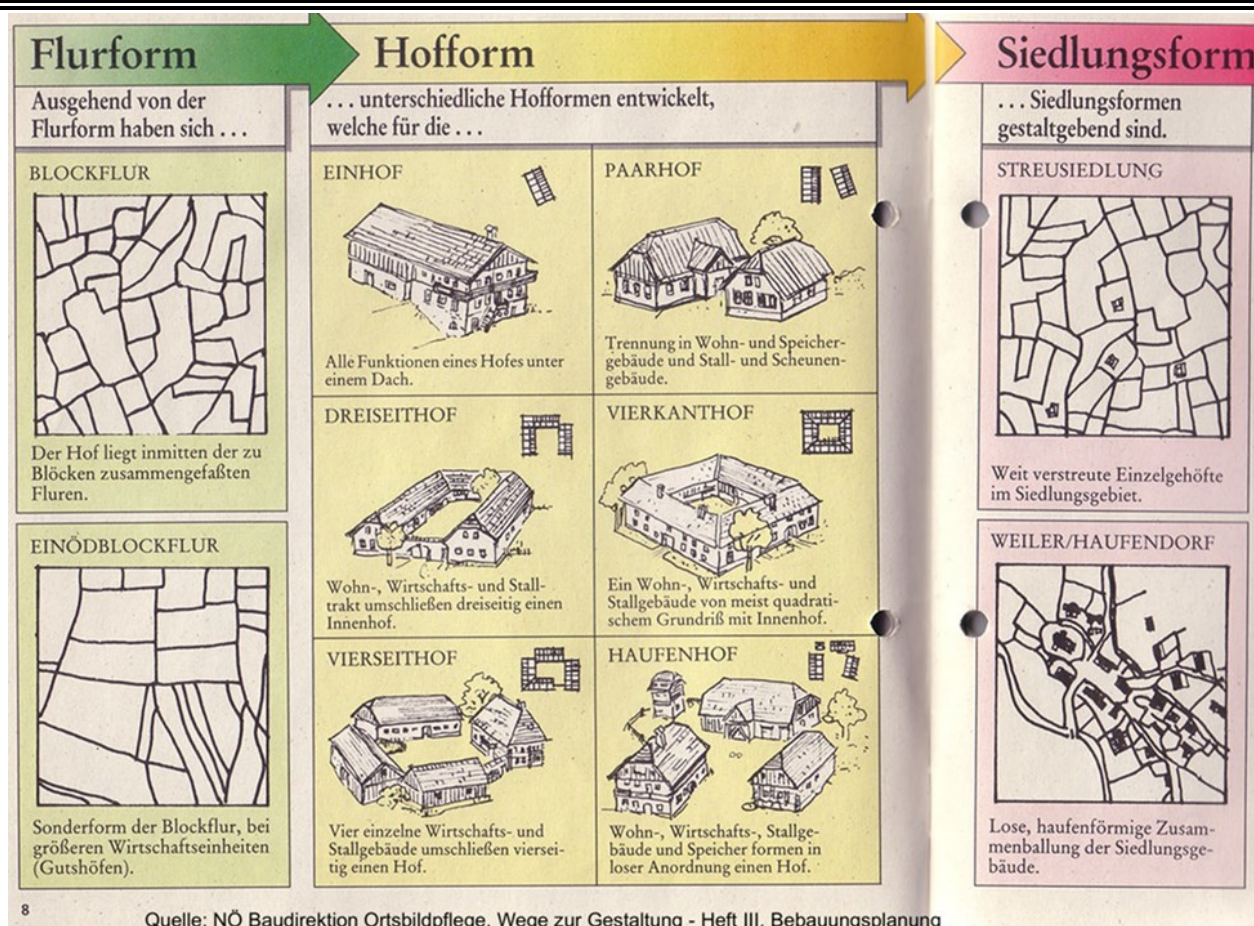 Flurform
Ausgehend von der
Flurform haben sich . . .
BLOCKFLUR
Der Hof liegt inmitten der zu
Blöcken zusammengefaßten
Fluren.
EINÖDBLOCKFLUR
Sonderform der Blockflur, bei
größeren Wirtschaftseinheiten
(Gutshöfen).
8
Hofform
. . . unterschiedliche Hofformen entwickelt,
welche für die . . .
EINHOF
Alle Funktionen eines Hofes unter
einem Dach.
PAARHOF
Trennung in Wohn- und Speicher-
gebäude und Stall- und Scheunen-
gebäude.
DREISEITHOF
Wohn-, Wirtschafts- und Stall-
trakt umschließen dreiseitig einen
Innenhof.
VIERKANTHOF
Ein Wohn-, Wirtschafts- und
Stallgebäude von meist quadrati-
schem Grundriß mit Innenhof.
VIERSEITHOF
Vier einzelne Wirtschafts- und
Stallgebäude umschließen viersei-
tig einen Hof.
HAUFENHOF
Wohn-, Wirtschafts-, Stallge-
bäude und Speicher formen in
loser Anordnung einen Hof.
Siedlungsform
. . . Siedlungsformen
gestaltgebend sind.
STREUSIEDLUNG
Weit verstreute Einzelgehöfte
im Siedlungsgebiet.
WEILER/HAUFENDORF
Lose, haufenförmige Zusam-
menballung der Siedlungsge-
bäude.
Quelle: NÖ Baudirektion Ortsbildpflege, Wege zur Gestaltung - Heft III, Bebauungsplanung